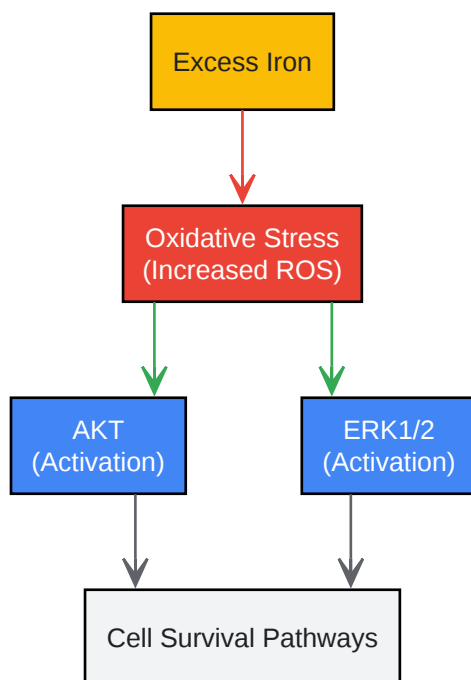 Excess Iron
Oxidative Stress
(Increased ROS)
AKT
(Activation)
ERK1/2
(Activation)
Cell Survival Pathways